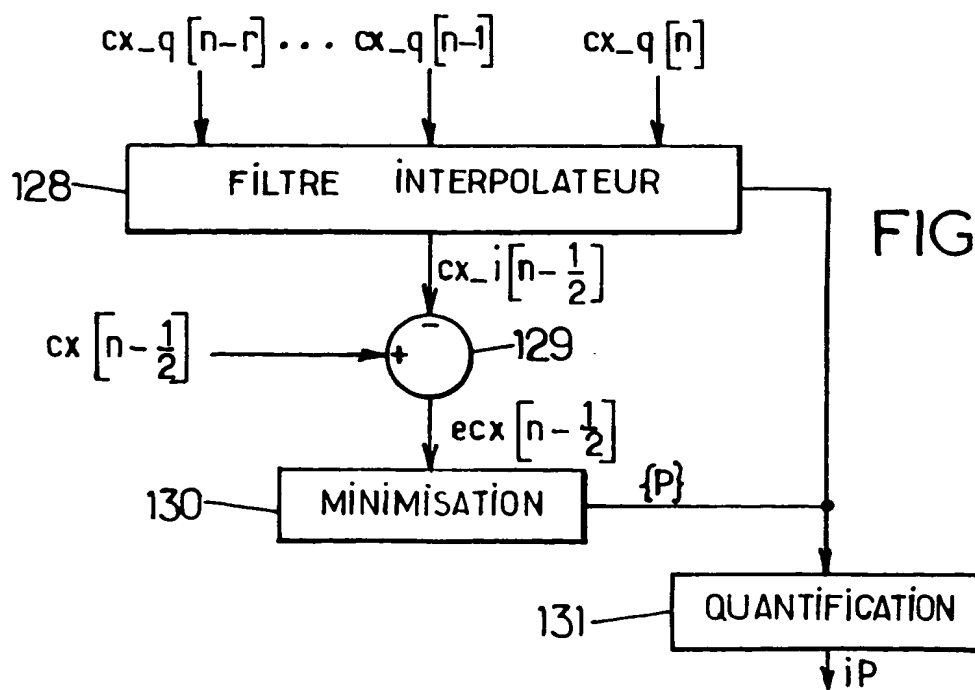 cx_q[n-r] ... cx_q[n-1] cx_q[n]
128 FILTRE INTERPOLATEUR
FIG
cx_i[n-1/2]
cx[n-1/2] + - 129
ecx[n-1/2]
130 MINIMISATION {P}
131 QUANTIFICATION
iP